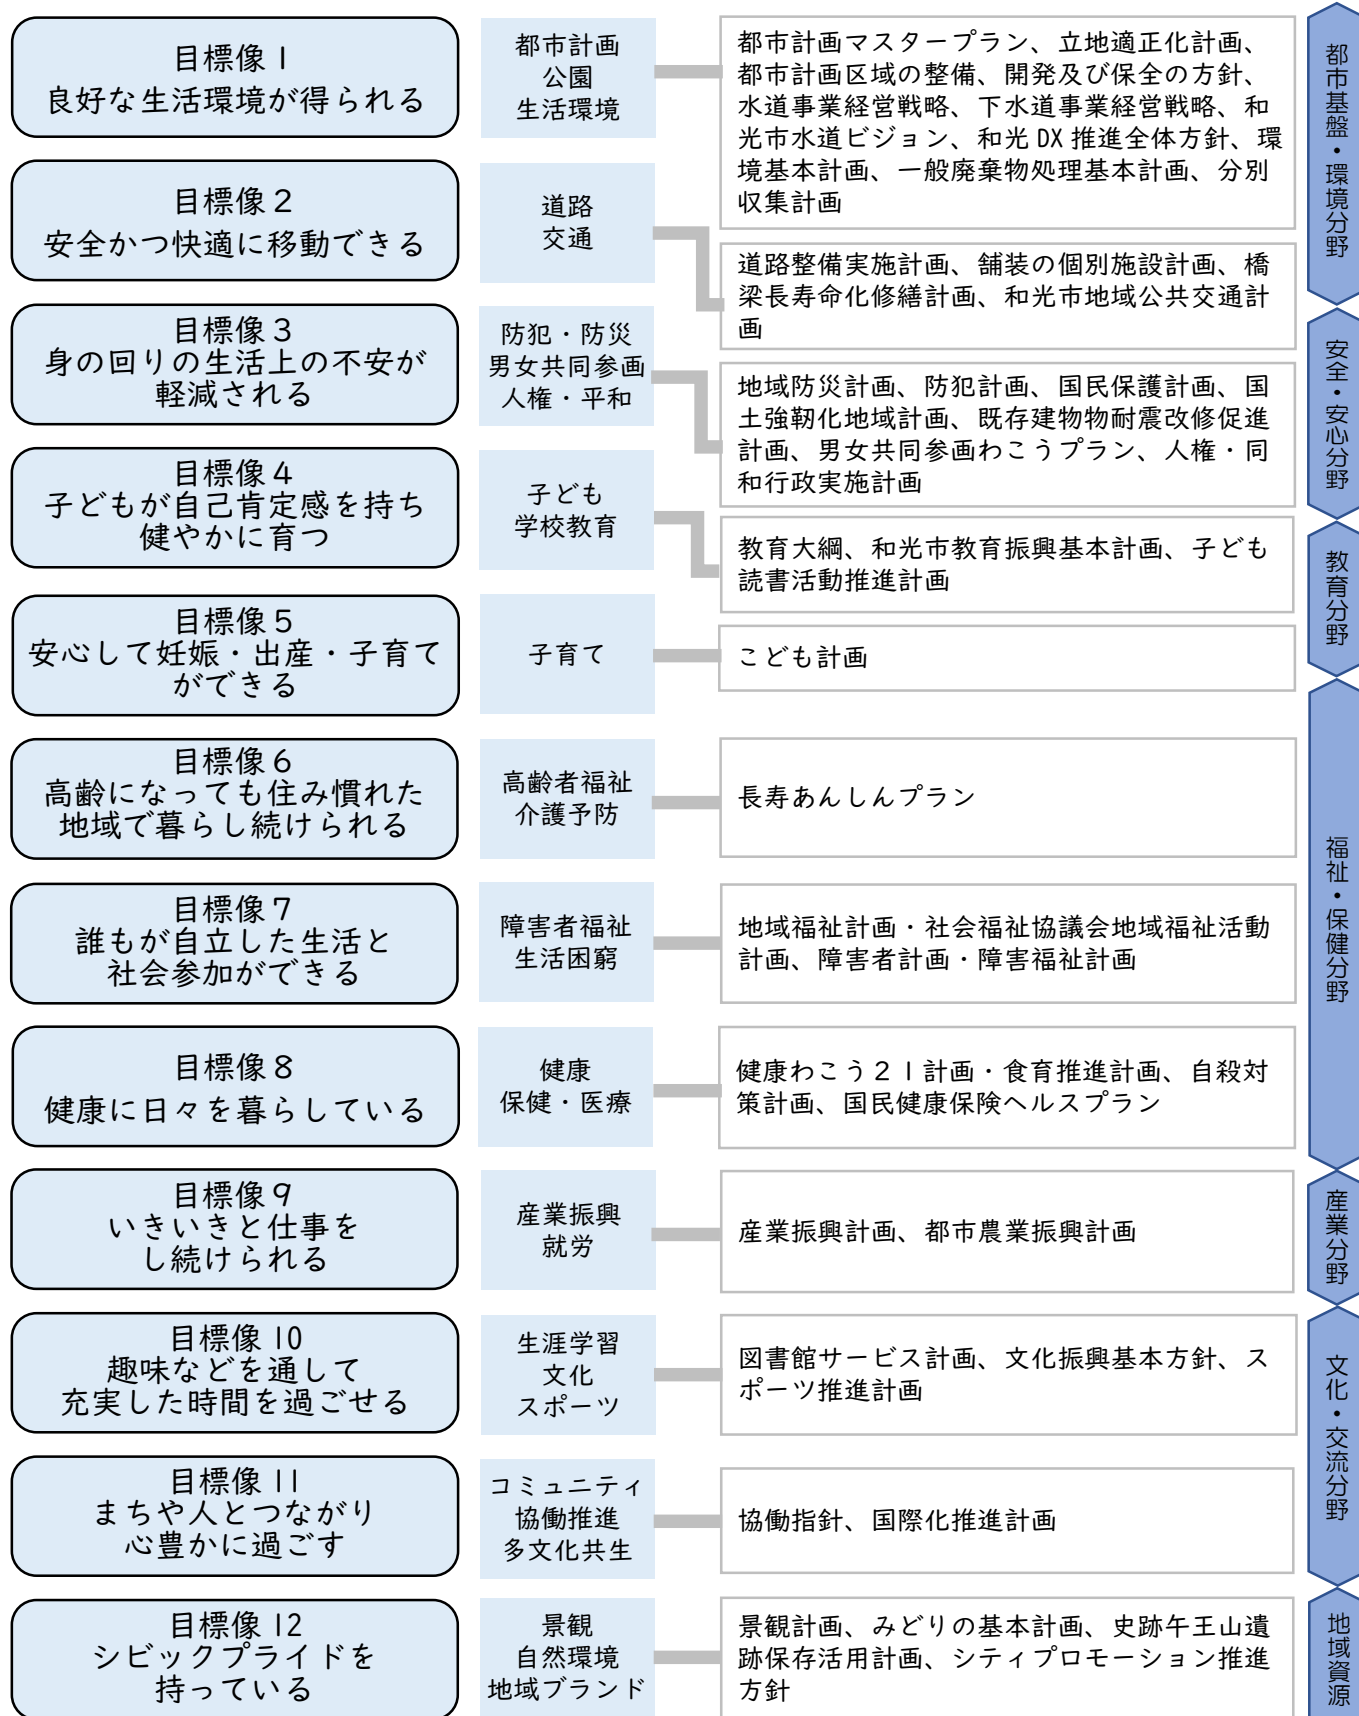 目標像1
良好な生活環境が得られる
都市計画
公園
生活環境
都市計画マスタープラン、立地適正化計画、
都市計画区域の整備、開発及び保全の方針、
水道事業経営戦略、下水道事業経営戦略、和
光市水道ビジョン、和光DX推進全体方針、環
境基本計画、一般廃棄物処理基本計画、分別
収集計画
都市基盤・環境分野
目標像2
安全かつ快適に移動できる
道路
交通
道路整備実施計画、舗装の個別施設計画、橋
梁長寿命化修繕計画、和光市地域公共交通計
画
目標像3
身の回りの生活上の不安が
軽減される
防犯・防災
男女共同参画
人権・平和
地域防災計画、防犯計画、国民保護計画、国
土強靭化地域計画、既存建物物耐震改修促進
計画、男女共同参画わこうプラン、人権・同
和行政実施計画
安全・安心分野
目標像4
子どもが自己肯定感を持ち
健やかに育つ
子ども
学校教育
教育大綱、和光市教育振興基本計画、子ども
読書活動推進計画
教育分野
目標像5
安心して妊娠・出産・子育て
ができる
子育て
こども計画
目標像6
高齢になっても住み慣れた
地域で暮らし続けられる
高齢者福祉
介護予防
長寿あんしんプラン
福祉・保健分野
目標像7
誰もが自立した生活と
社会参加ができる
障害者福祉
生活困窮
地域福祉計画・社会福祉協議会地域福祉活動
計画、障害者計画・障害福祉計画
目標像8
健康に日々を暮らしている
健康
保健・医療
健康わこう21計画・食育推進計画、自殺対
策計画、国民健康保険ヘルスプラン
目標像9
いきいきと仕事を
し続けられる
産業振興
就労
産業振興計画、都市農業振興計画
産業分野
目標像10
趣味などを通して
充実した時間を過ごせる
生涯学習
文化
スポーツ
図書館サービス計画、文化振興基本方針、ス
ポーツ推進計画
文化・交流分野
目標像11
まちや人とつながり
心豊かに過ごす
コミュニティ
協働推進
多文化共生
協働指針、国際化推進計画
目標像12
シビックプライドを
持っている
景観
自然環境
地域ブランド
景観計画、みどりの基本計画、史跡午王山遺
跡保存活用計画、シティプロモーション推進
方針
地域資源